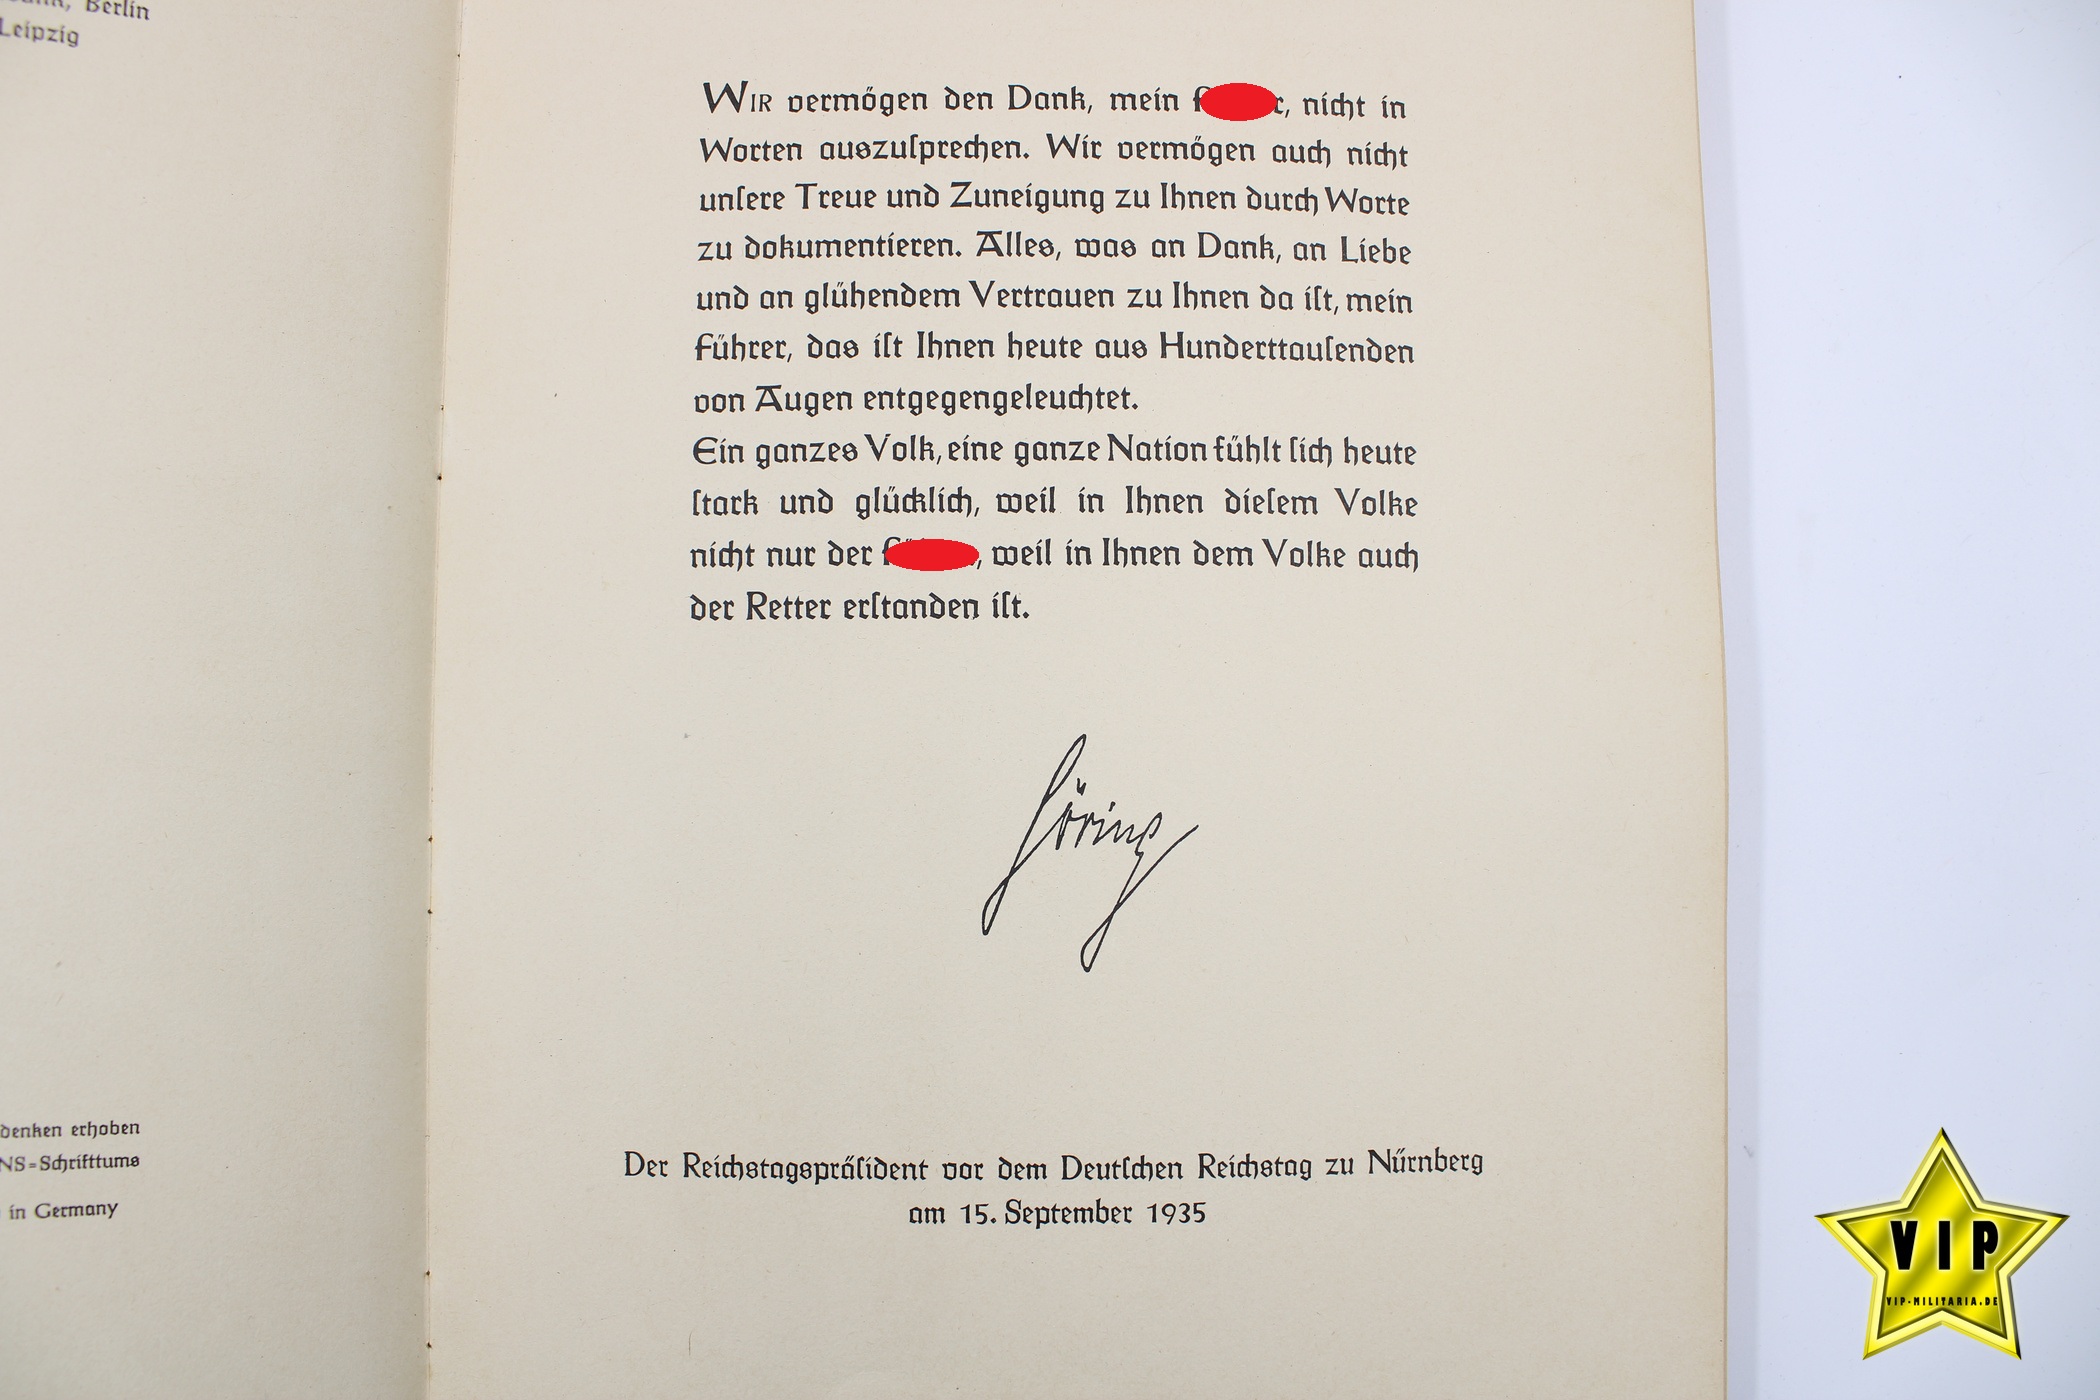 Berlin
Leipzig
denken erhoben
NS=Schrifttums
in Germany
WIR vermögen den Dank, mein nicht in
Worten auszuſprechen. Wir vermögen auch nicht
unſere Treue und Zuneigung zu Ihnen durch Worte
zu dokumentieren. Alles, was an Dank, an Liebe
und an glühendem Vertrauen zu Ihnen da iſt, mein
Führer, das iſt Ihnen heute aus Hunderttauſenden
von Augen entgegengeleuchtet.
Ein ganzes Volk, eine ganze Nation fühlt ſich heute
ſtark und glücklich, weil in Ihnen dieſem Volke
nicht nur der , weil in Ihnen dem Volke auch
der Retter erſtanden iſt.
Göring
Der Reichstagspräſident vor dem Deutſchen Reichstag zu Nürnberg
am 15. September 1935
VIP
VIP-MILITARIA.DE